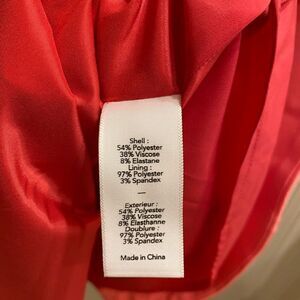 Shell :
54% Polyester
38% Viscose
8% Elastane
Lining :
97% Polyester
3% Spandex
—
Exterieur :
54% Polyester
38% Viscose
8% Elasthanne
Doublure :
97% Polyester
3% Spandex
Made in China